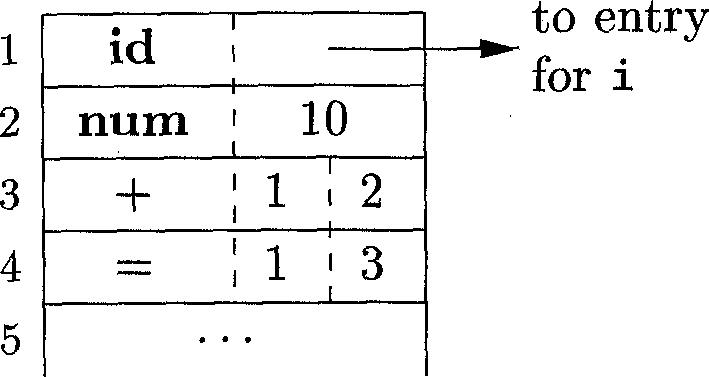 to entry
for i
1 id
2 num 10
3 + 1 2
4 = 1 3
5 ...